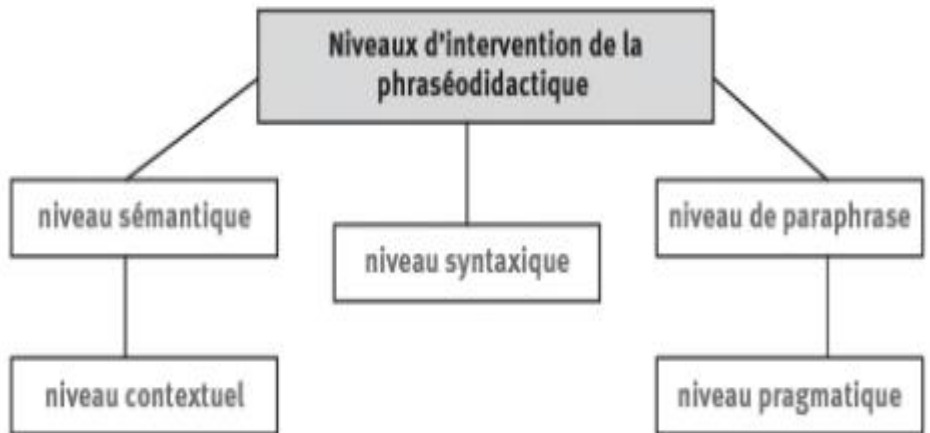 Niveaux d'intervention de la
phraséodidactique
niveau sémantique
niveau syntaxique
niveau de paraphrase
niveau contextuel
niveau pragmatique